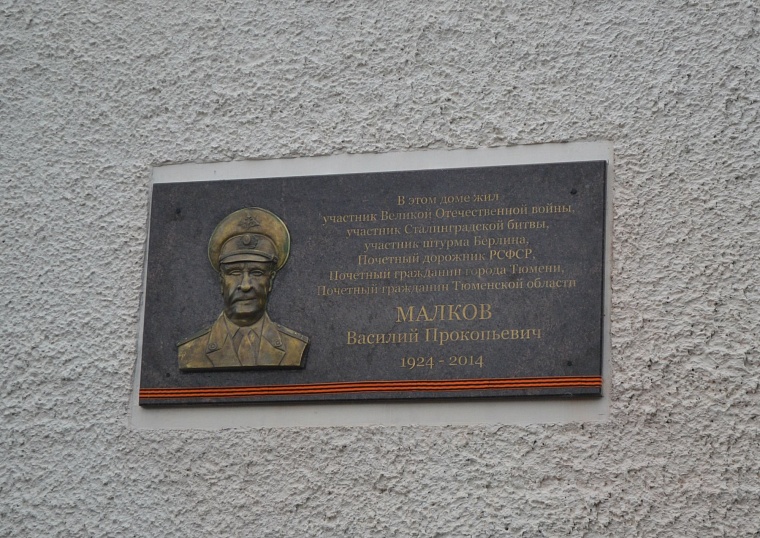 В этом доме жил
участник Великой Отечественной войны,
участник Сталинградской битвы,
участник штурма Берлина,
Почетный дорожник РСФСР,
Почетный гражданин города Тюмени,
Почетный гражданин Тюменской области
МАЛКОВ
Василий Прокопьевич
1924 - 2014